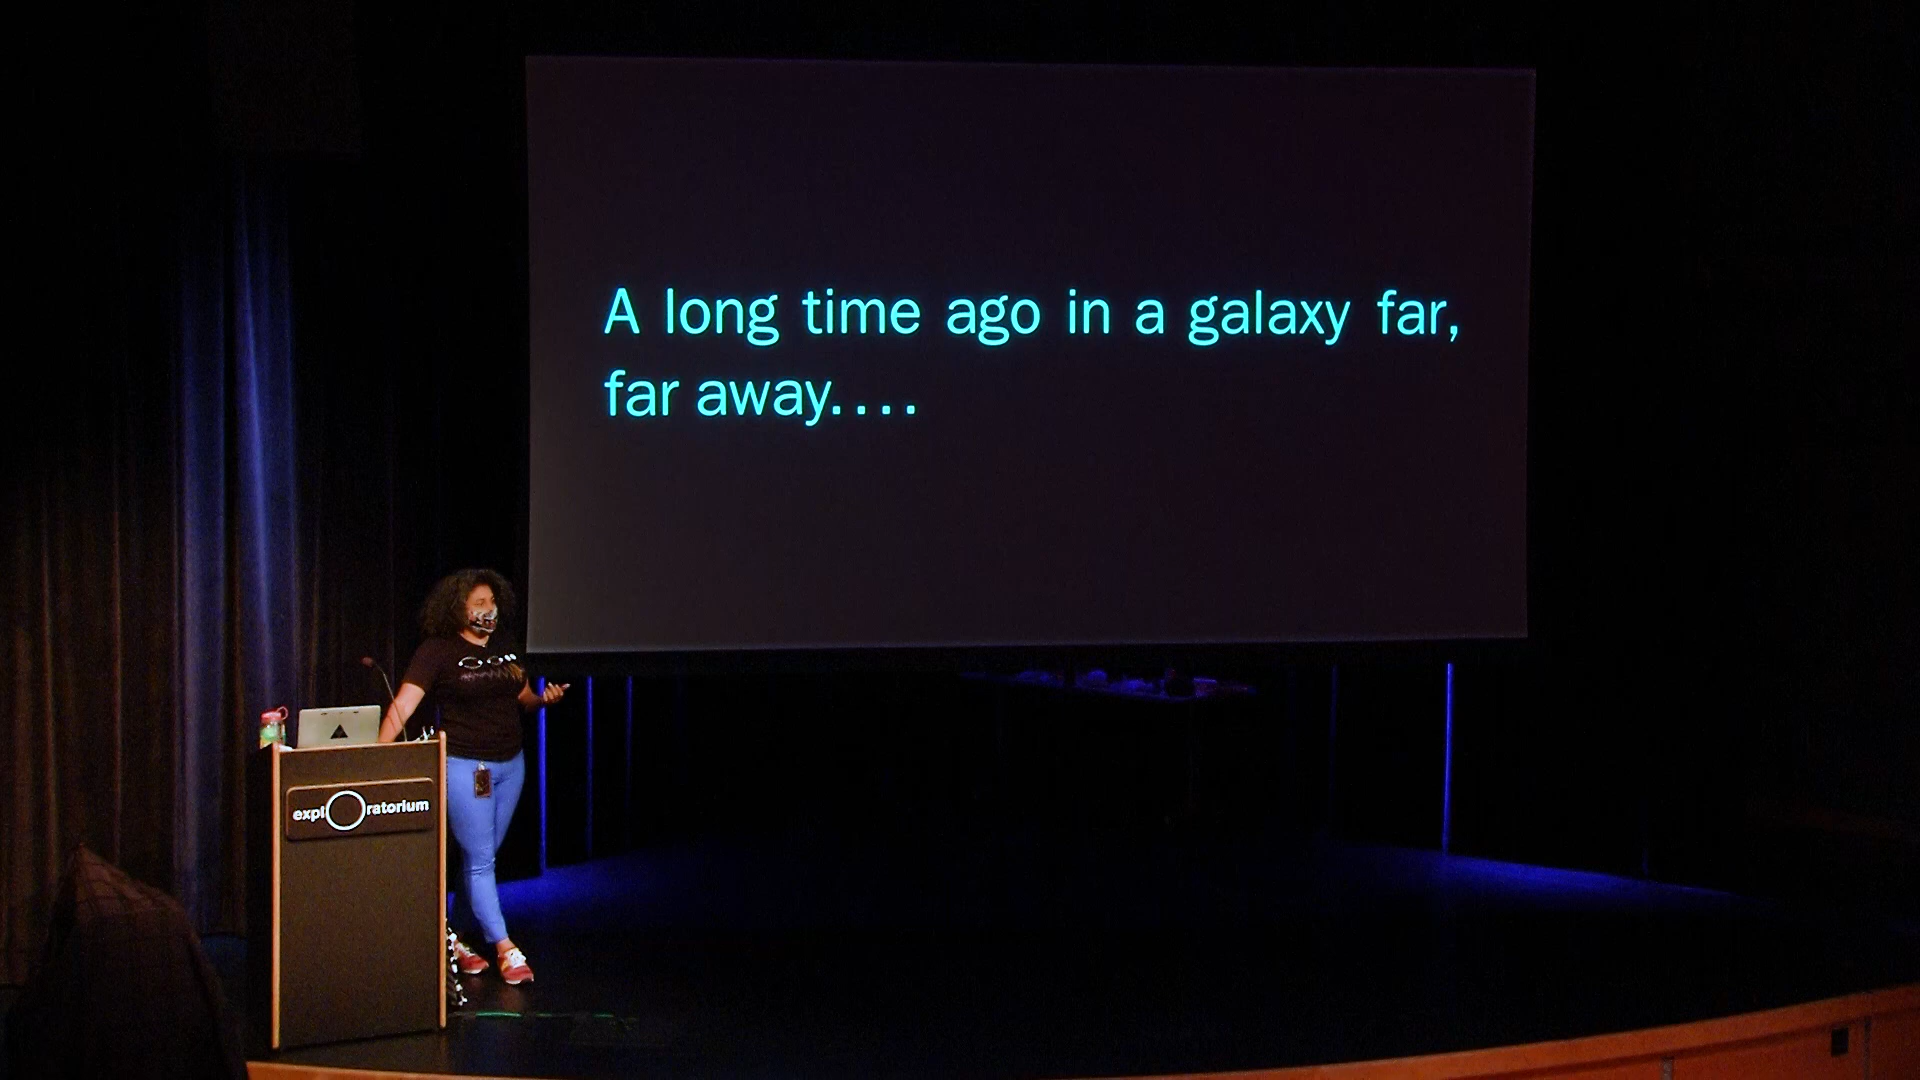 A long time ago in a galaxy far,
far away....
expl ratorium